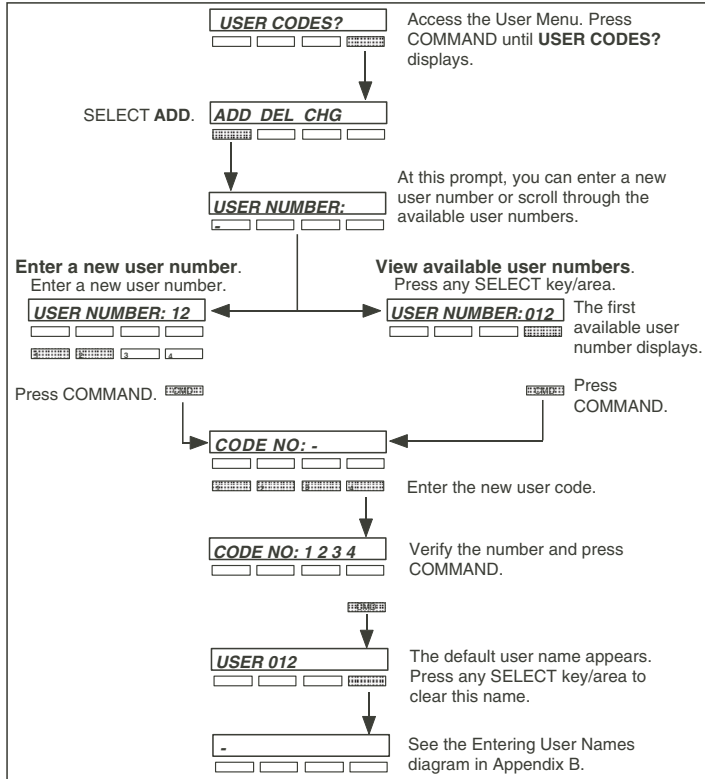 USER CODES?
Access the User Menu. Press
COMMAND until USER CODES?
displays.
SELECT ADD.
ADD DEL CHG
At this prompt, you can enter a new
user number or scroll through the
available user numbers.
USER NUMBER:
-
Enter a new user number.
Enter a new user number.
USER NUMBER: 12
1 2 3 4
View available user numbers.
Press any SELECT key/area.
USER NUMBER: 012
The first
available user
number displays.
Press COMMAND.
CMD
CMD
Press
COMMAND.
CODE NO: -
1 2 3 4
Enter the new user code.
CODE NO: 1 2 3 4
Verify the number and press
COMMAND.
CMD
USER 012
The default user name appears.
Press any SELECT key/area to
clear this name.
-
See the Entering User Names
diagram in Appendix B.